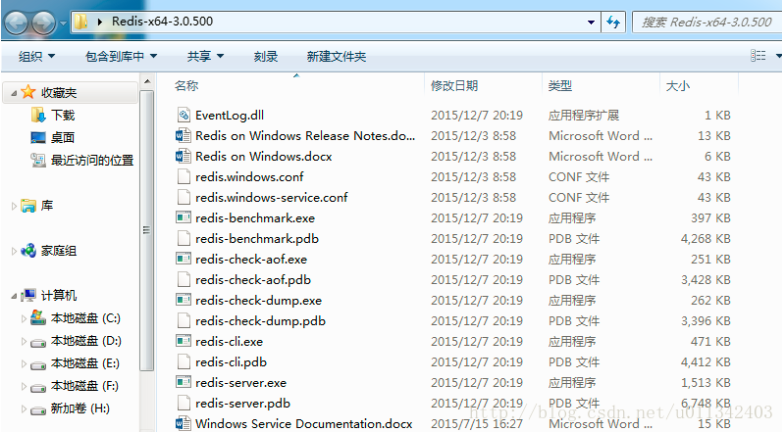 Redis-x64-3.0.500 搜索 Redis-x64-3.0.500
组织 包含到库中 共享 刻录 新建文件夹
收藏夹
下载
桌面
最近访问的位置
库
家庭组
计算机
本地磁盘 (C:)
本地磁盘 (D:)
本地磁盘 (E:)
本地磁盘 (F:)
新加卷 (H:)
名称 修改日期 类型 大小
EventLog.dll 2015/12/7 20:19 应用程序扩展 1 KB
Redis on Windows Release Notes.do... 2015/12/3 8:58 Microsoft Word ... 13 KB
Redis on Windows.docx 2015/12/3 8:58 Microsoft Word ... 6 KB
redis.windows.conf 2015/12/3 8:58 CONF 文件 43 KB
redis.windows-service.conf 2015/12/3 8:58 CONF 文件 43 KB
redis-benchmark.exe 2015/12/7 20:19 应用程序 397 KB
redis-benchmark.pdb 2015/12/7 20:19 PDB 文件 4,268 KB
redis-check-aof.exe 2015/12/7 20:19 应用程序 251 KB
redis-check-aof.pdb 2015/12/7 20:19 PDB 文件 3,428 KB
redis-check-dump.exe 2015/12/7 20:19 应用程序 262 KB
redis-check-dump.pdb 2015/12/7 20:19 PDB 文件 3,396 KB
redis-cli.exe 2015/12/7 20:19 应用程序 471 KB
redis-cli.pdb 2015/12/7 20:19 PDB 文件 4,412 KB
redis-server.exe 2015/12/7 20:19 应用程序 1,513 KB
redis-server.pdb 2015/12/7 20:19 PDB 文件 6,748 KB
Windows Service Documentation.docx 2015/7/15 16:27 Microsoft Word ... 15 KB
http://blog.csdn.net/u011342403